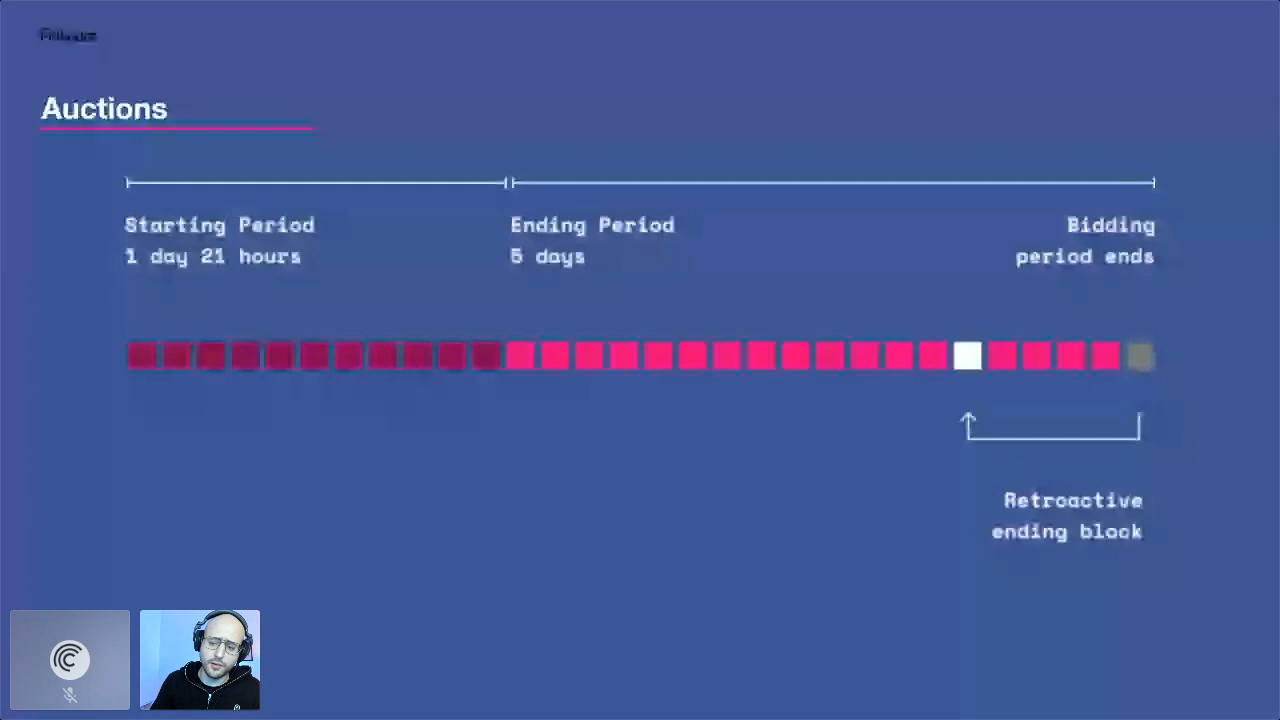 Auctions
Starting Period
1 day 21 hours
Ending Period
5 days
Bidding
period ends
Retroactive
ending block